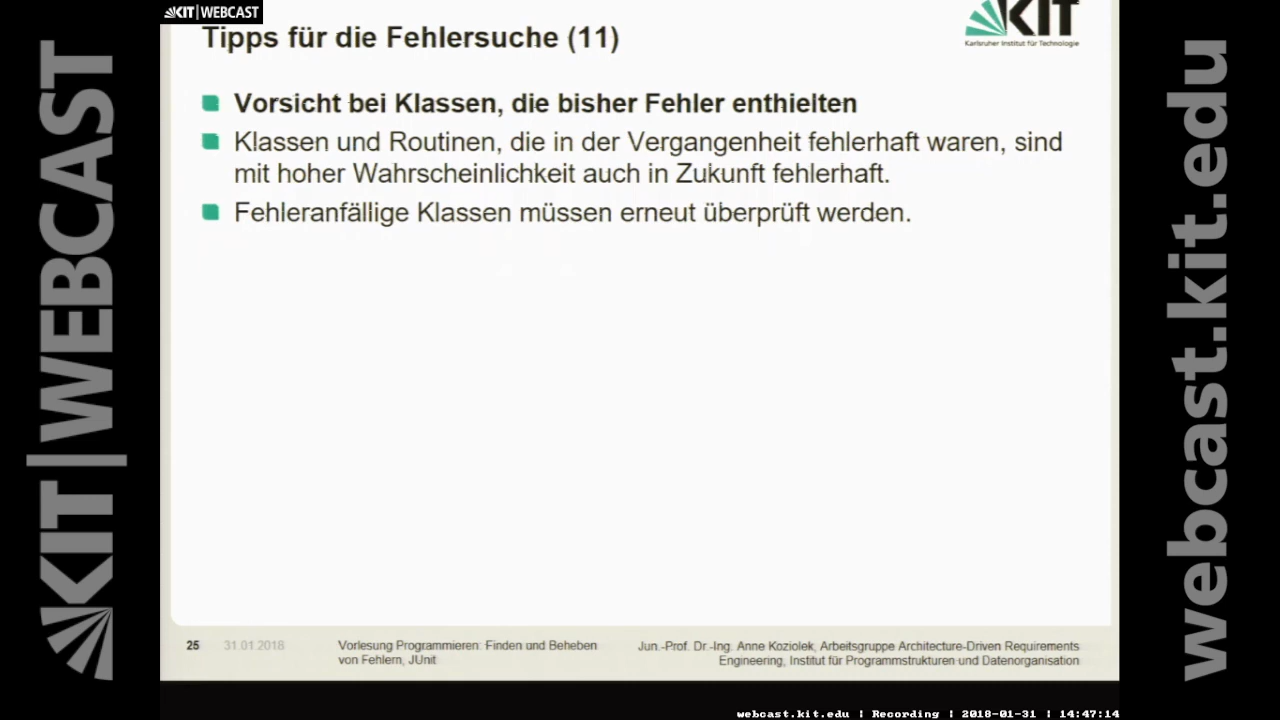 KIT|WEBCAST
Tipps für die Fehlersuche (11)
KIT
Karlsruher Institut für Technologie
Vorsicht bei Klassen, die bisher Fehler enthielten
Klassen und Routinen, die in der Vergangenheit fehlerhaft waren, sind
mit hoher Wahrscheinlichkeit auch in Zukunft fehlerhaft.
Fehleranfällige Klassen müssen erneut überprüft werden.
25
31.01.2018
Vorlesung Programmieren: Finden und Beheben
von Fehlern, JUnit
Jun.-Prof. Dr.-Ing. Anne Koziolek, Arbeitsgruppe Architecture-Driven Requirements
Engineering, Institut für Programmstrukturen und Datenorganisation
KIT|WEBCAST
webcast.kit.edu
webcast.kit.edu | Recording | 2018-01-31 | 14:47:14